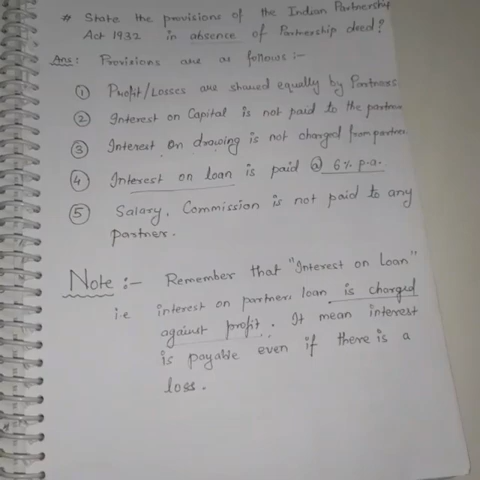 * State the provisions of the Indian Partnership
Act 1932 in absence of Partnership deed?
Ans: Provisions are as follows :-
① Profit/Losses are shared equally by Partners.
② Interest on Capital is not paid to the partner
③ Interest on drawing is not charged from partner
④ Interest on loan is paid @ 6% p.a.
⑤ Salary, Commission is not paid to any
partner.
Note :- Remember that "Interest on Loan"
i.e interest on partners loan is charged
against profit. It mean interest
is payable even if there is a
loss.